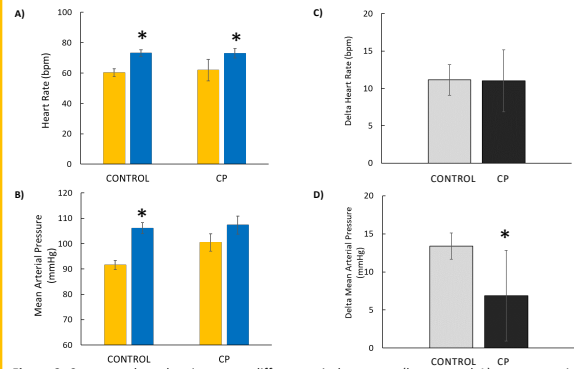 A)
100
80
60
40
20
0
Heart Rate (bpm)
*
*
CONTROL
CP
C)
20
15
10
5
0
Delta Heart Rate (bpm)
CONTROL
CP
B)
120
110
100
90
80
70
60
Mean Arterial Pressure
(mmHg)
*
CONTROL
CP
D)
20
15
10
5
0
Delta Mean Arterial Pressure
(mmHg)
*
CONTROL
CP